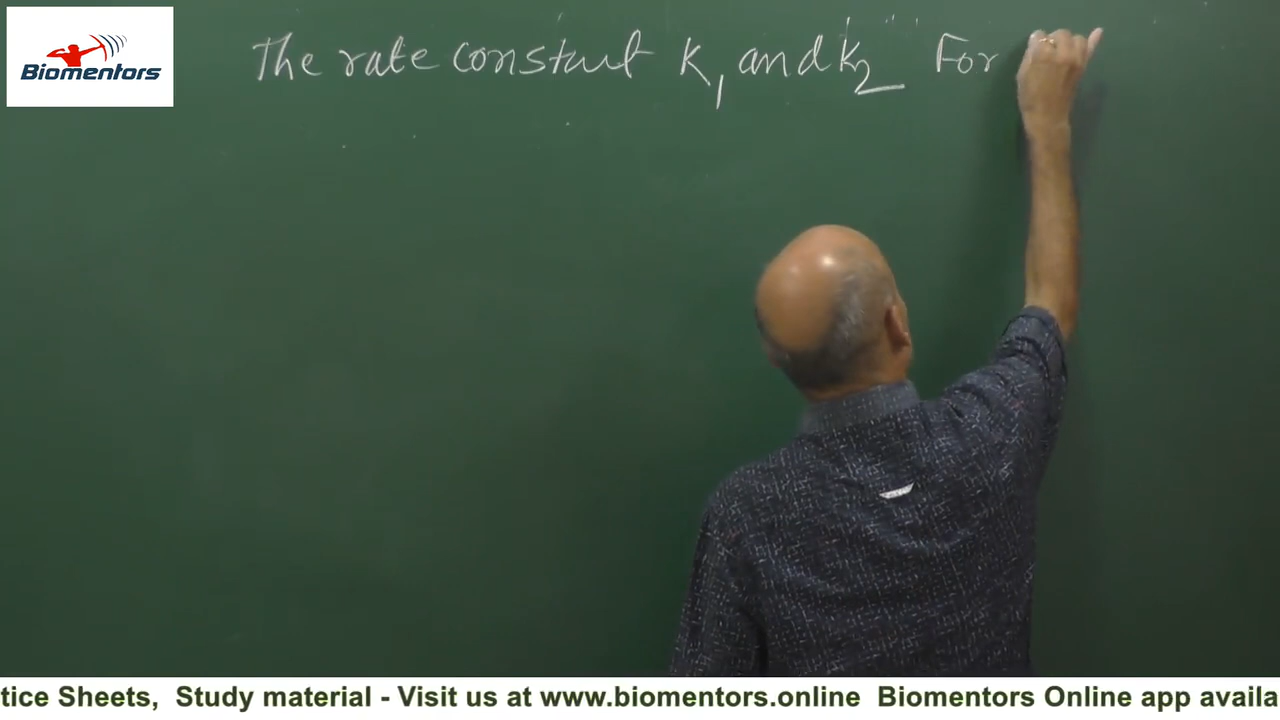 Biomentors
The rate constant K1 and K2 For
tice Sheets, Study material - Visit us at www.biomentors.online Biomentors Online app availa